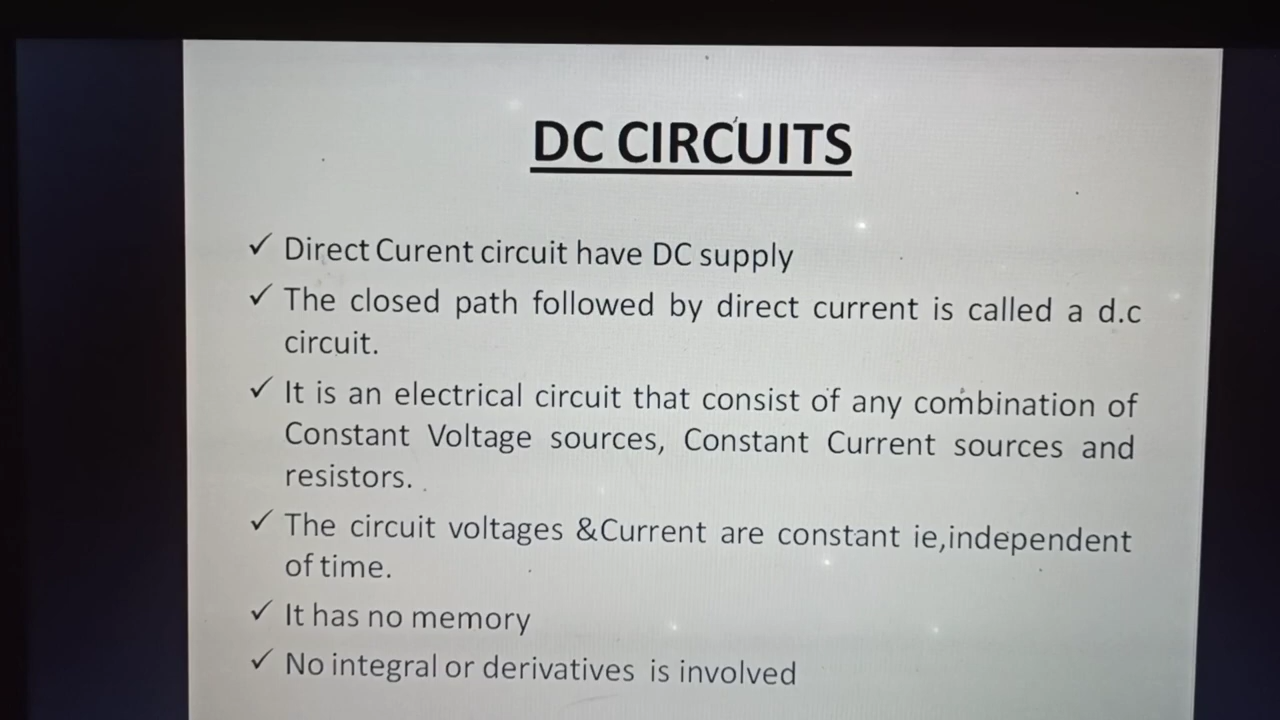 DC CIRCUITS
✓ Direct Curent circuit have DC supply
✓ The closed path followed by direct current is called a d.c
circuit.
✓ It is an electrical circuit that consist of any combination of
Constant Voltage sources, Constant Current sources and
resistors.
✓ The circuit voltages &Current are constant ie,independent
of time.
✓ It has no memory
✓ No integral or derivatives is involved